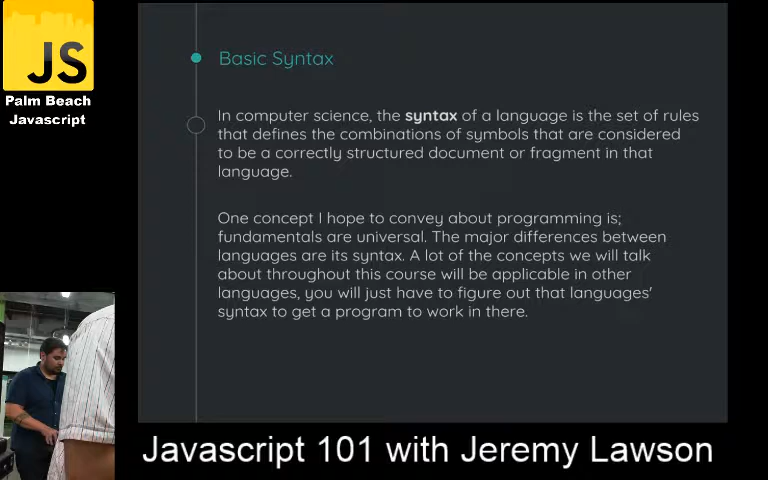 JS
Palm Beach
Javascript
Basic Syntax
In computer science, the syntax of a language is the set of rules
that defines the combinations of symbols that are considered
to be a correctly structured document or fragment in that
language.
One concept I hope to convey about programming is;
fundamentals are universal. The major differences between
languages are its syntax. A lot of the concepts we will talk
about throughout this course will be applicable in other
languages, you will just have to figure out that languages'
syntax to get a program to work in there.
Javascript 101 with Jeremy Lawson